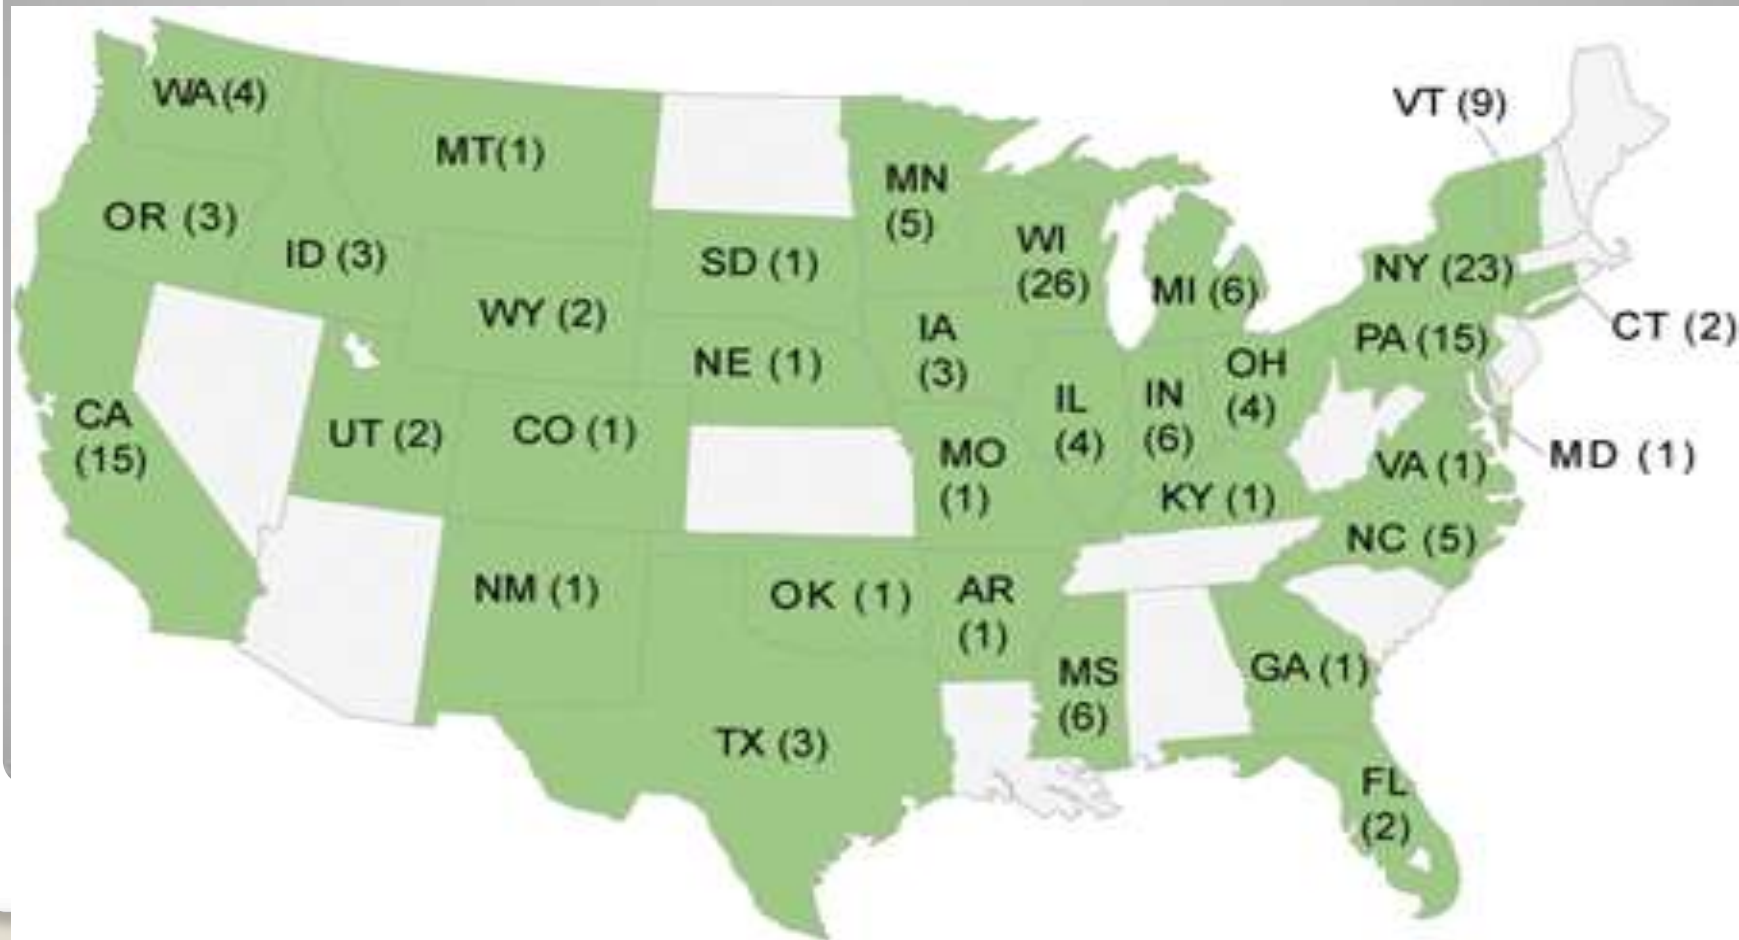 WA (4)
VT (9)
MT(1)
MN
(5)
OR (3)
ID (3)
SD (1)
WI
(26)
MI (6)
NY (23)
WY (2)
IA
(3)
CT (2)
PA (15)
NE (1)
OH
(4)
CA
(15)
UT (2)
CO (1)
IL
(4)
IN
(6)
MO
(1)
VA (1)
MD (1)
KY (1)
NC (5)
NM (1)
OK (1)
AR
(1)
MS
(6)
GA (1)
TX (3)
FL
(2)